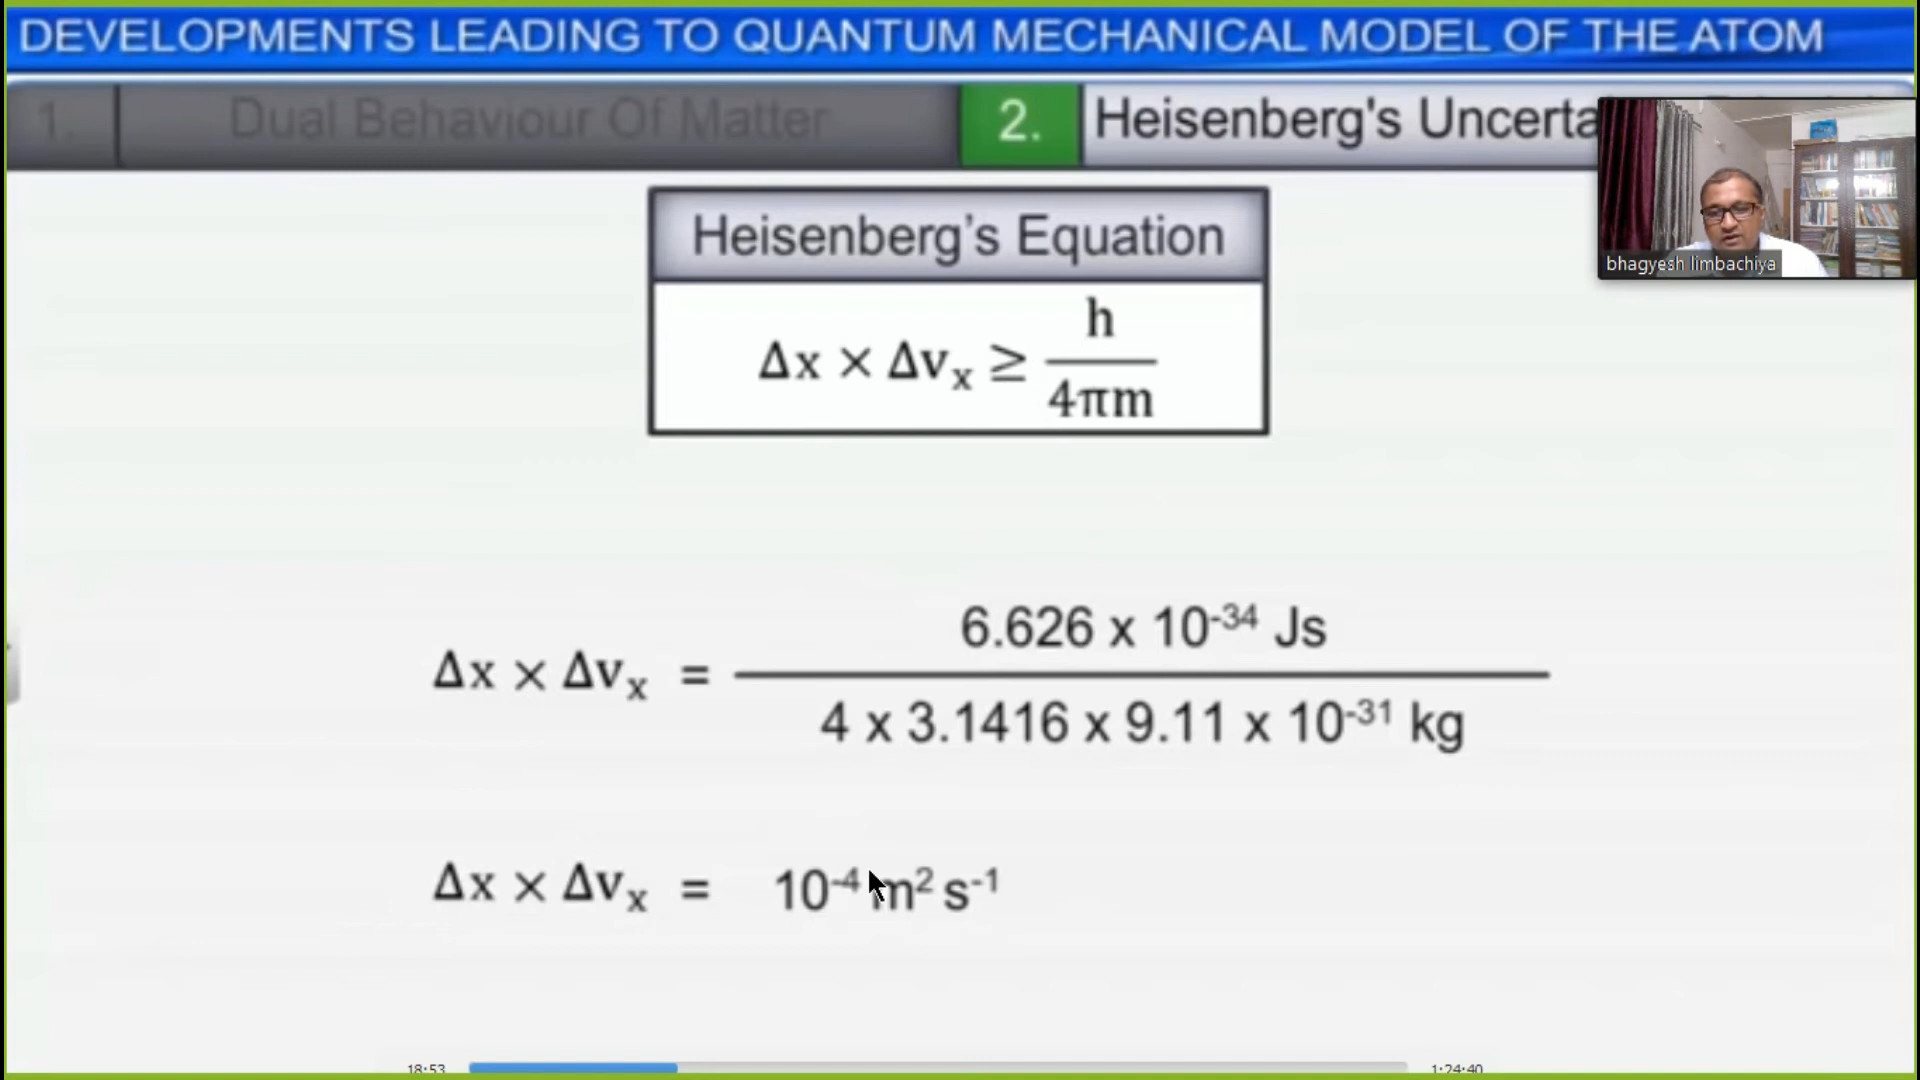 DEVELOPMENTS LEADING TO QUANTUM MECHANICAL MODEL OF THE ATOM
1. Dual Behaviour Of Matter 2. Heisenberg's
bhagyesh limbachiya
Heisenberg's Equation
Δx × Δvₓ ≥ h / 4πm
Δx × Δvₓ = 6.626 x 10⁻³⁴ Js / 4 x 3.1416 x 9.11 x 10⁻³¹ kg
Δx × Δvₓ = 10⁻⁴ m² s⁻¹
18:53 1:24:40